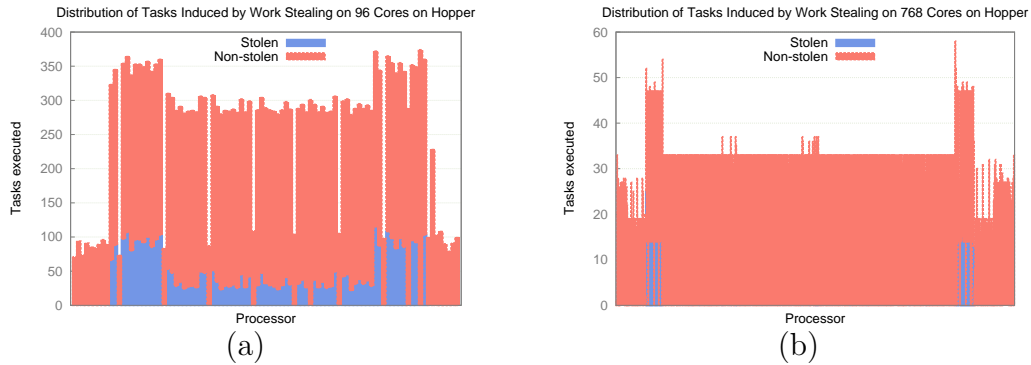 Distribution of Tasks Induced by Work Stealing on 96 Cores on Hopper
400
350
300
250
200
150
100
50
0
Tasks executed
Stolen
Non-stolen
Processor
(a)
Distribution of Tasks Induced by Work Stealing on 768 Cores on Hopper
60
50
40
30
20
10
0
Tasks executed
Stolen
Non-stolen
Processor
(b)